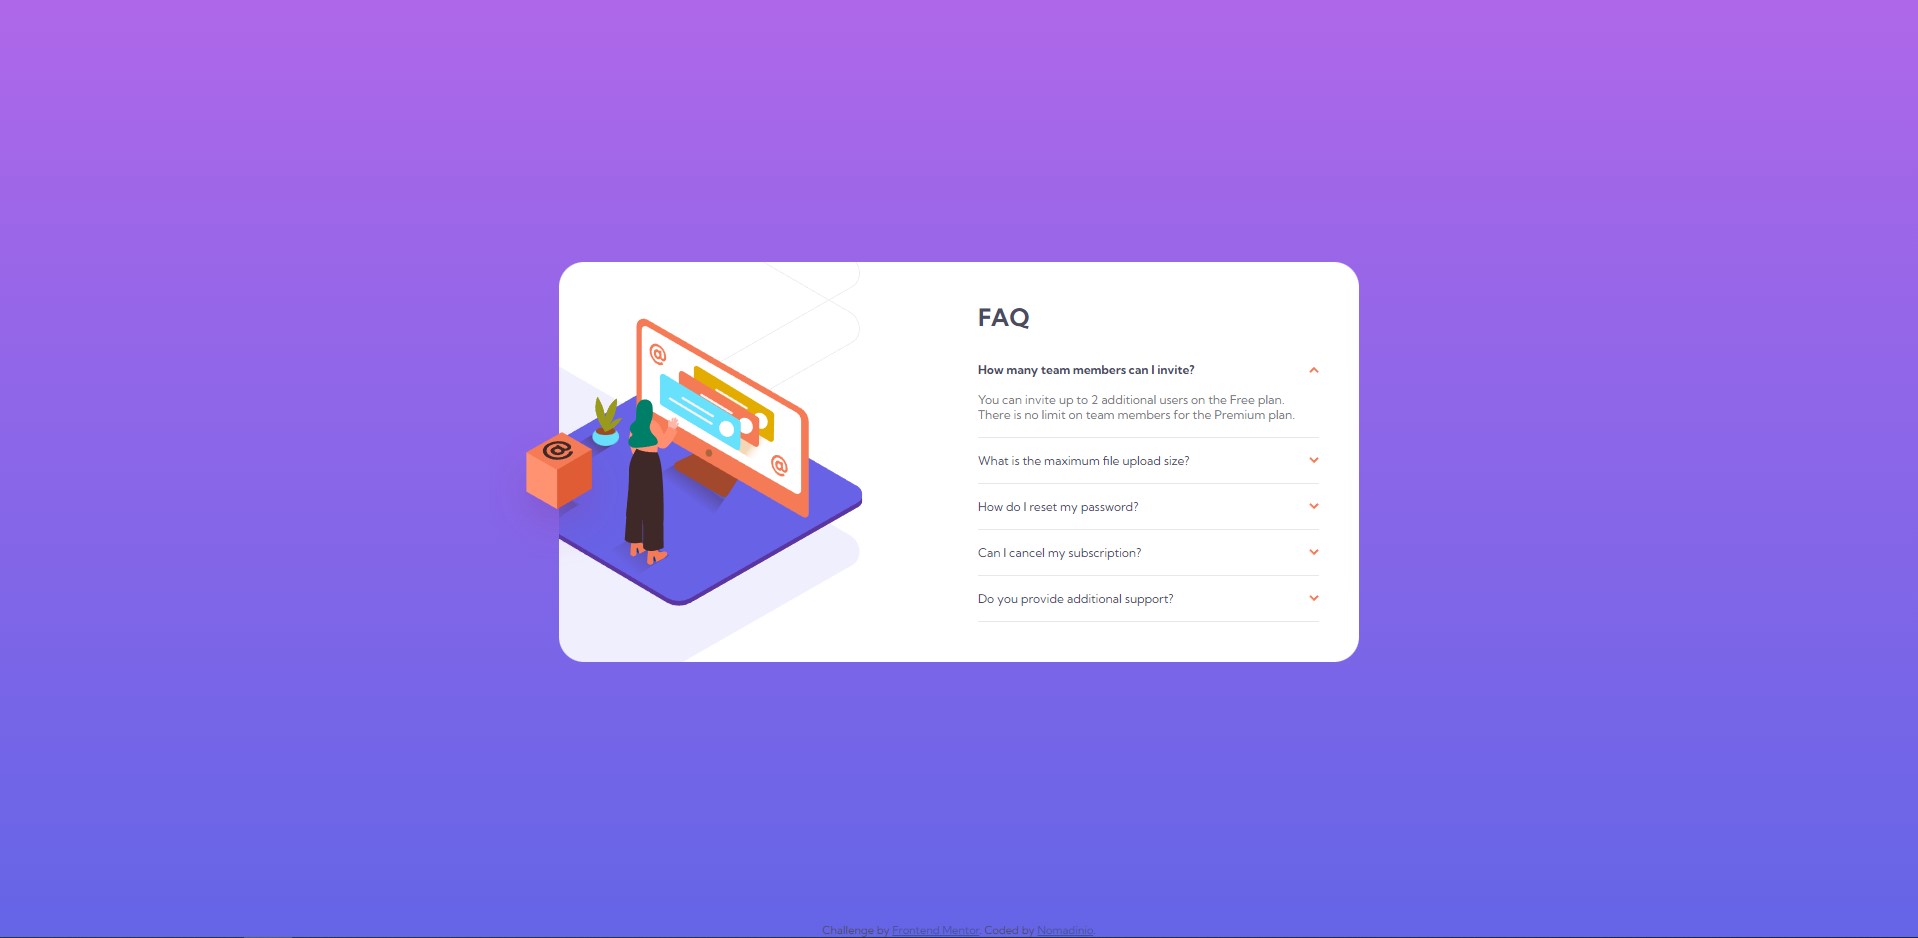 FAQ
How many team members can I invite?
You can invite up to 2 additional users on the Free plan.
There is no limit on team members for the Premium plan.
What is the maximum file upload size?
How do I reset my password?
Can I cancel my subscription?
Do you provide additional support?
@
@
@
Challenge by Frontend Mentor. Coded by Nomadinio.